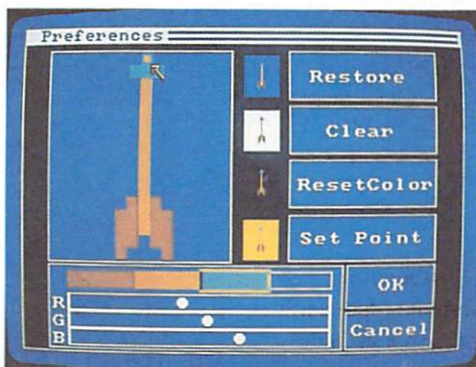 Preferences
Restore
Clear
ResetColor
Set Point
OK
R
G
B
Cancel